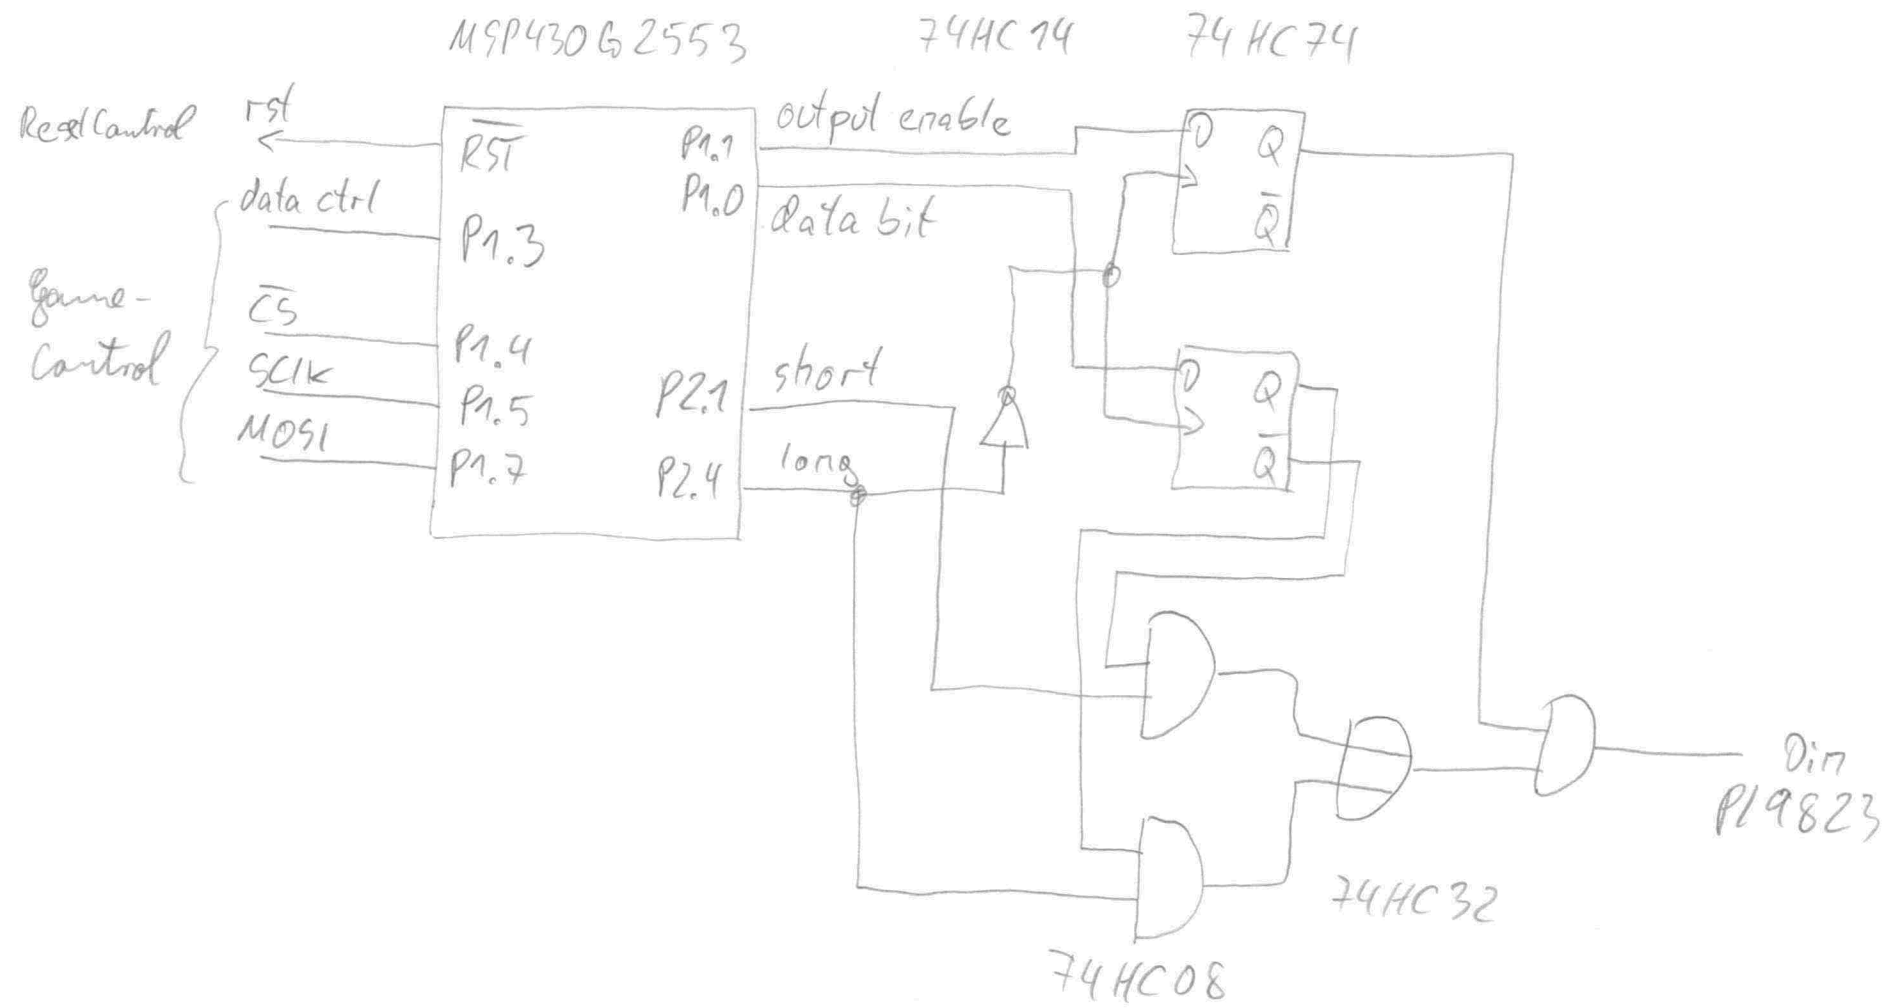 MSP430G2553
74HC14
74HC74
Reset Control
rst
RST
P1.1
output enable
D
Q
Q
data ctrl
P1.3
P1.0
data bit
Game-
Control
CS
P1.4
SClk
P1.5
P2.1
short
D
Q
Q
MOSI
P1.7
P2.4
long
Din
Pl9823
74HC32
74HC08